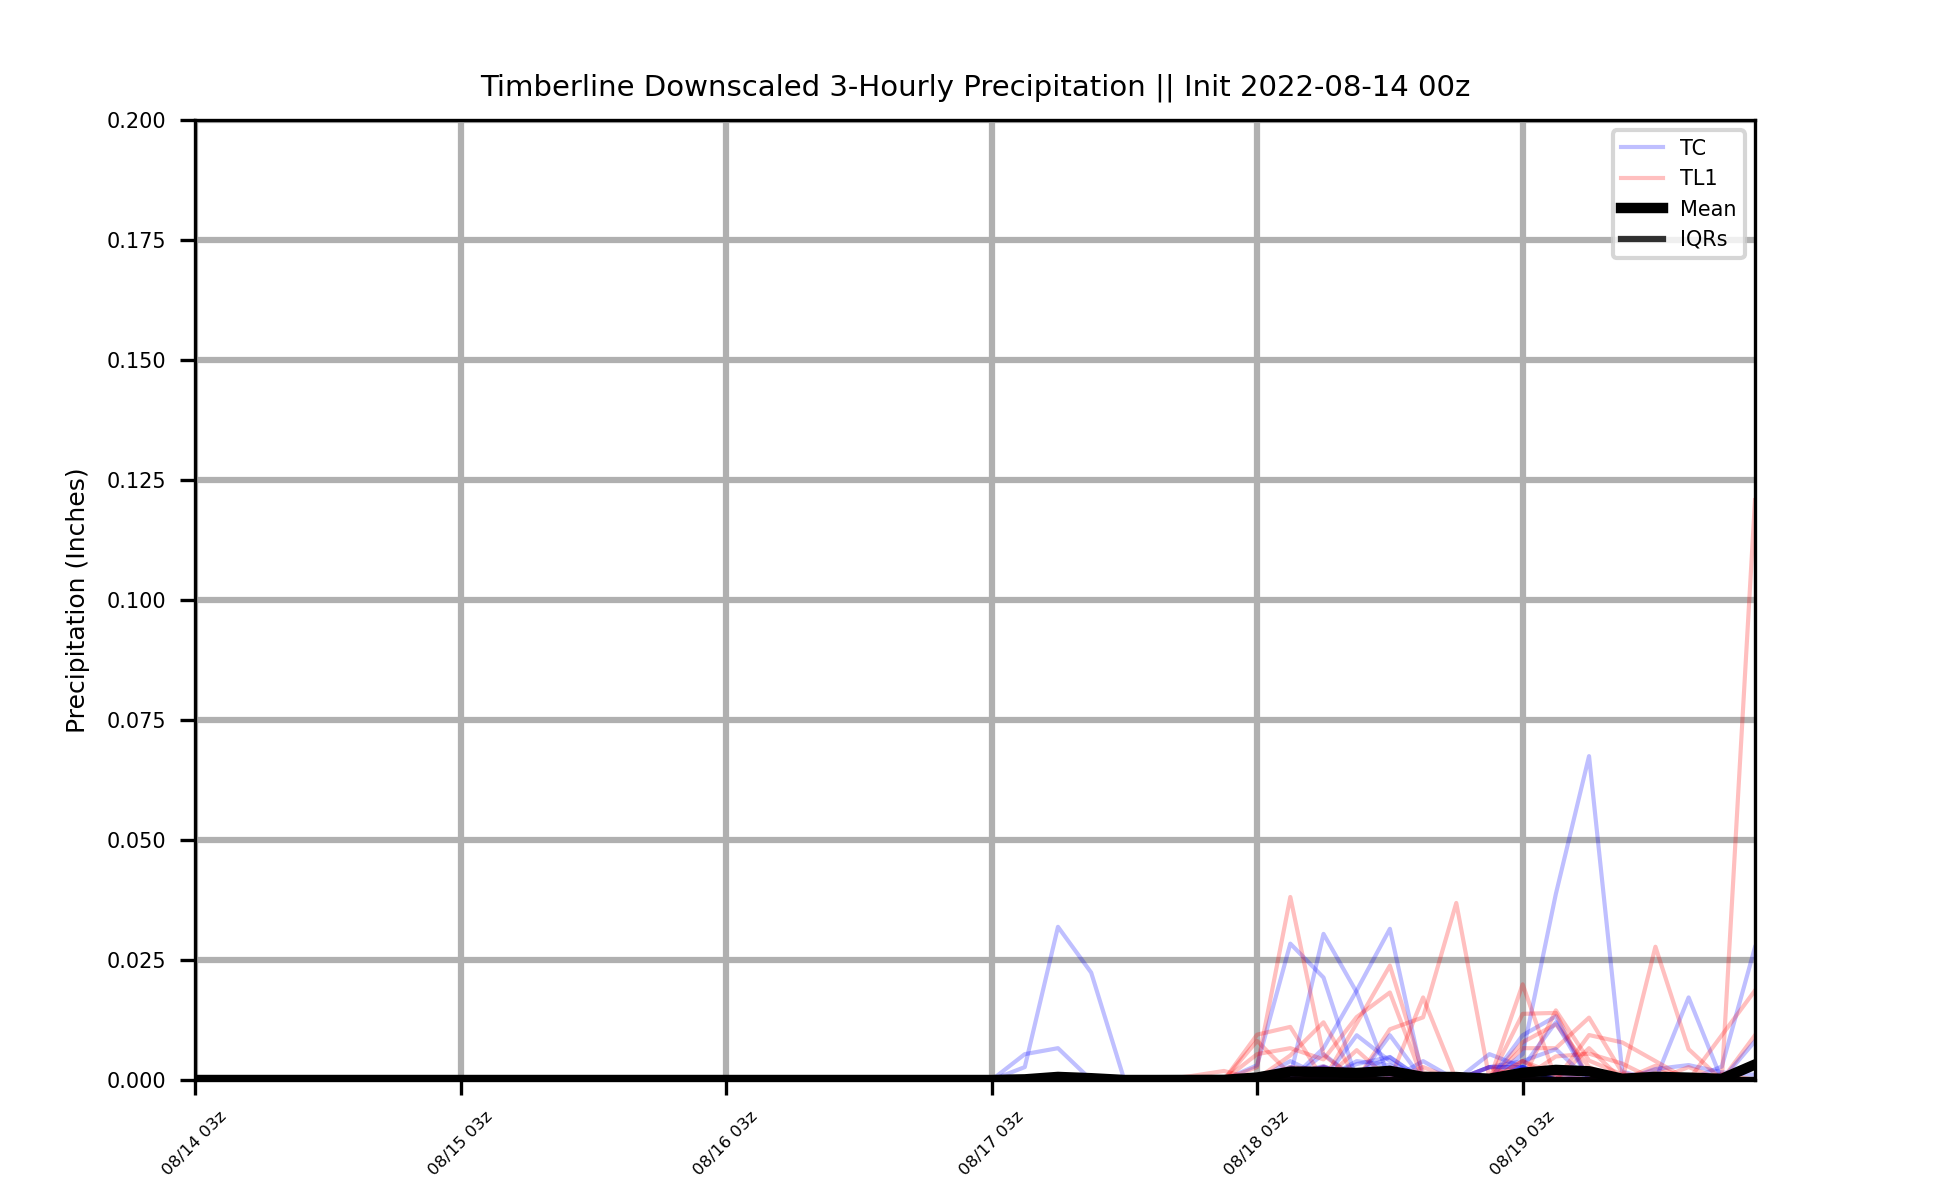 Timberline Downscaled 3-Hourly Precipitation || Init 2022-08-14 00z
TC
TL1
Mean
IQRs
Precipitation (Inches)
0.200
0.175
0.150
0.125
0.100
0.075
0.050
0.025
0.000
08/14 03z
08/15 03z
08/16 03z
08/17 03z
08/18 03z
08/19 03z